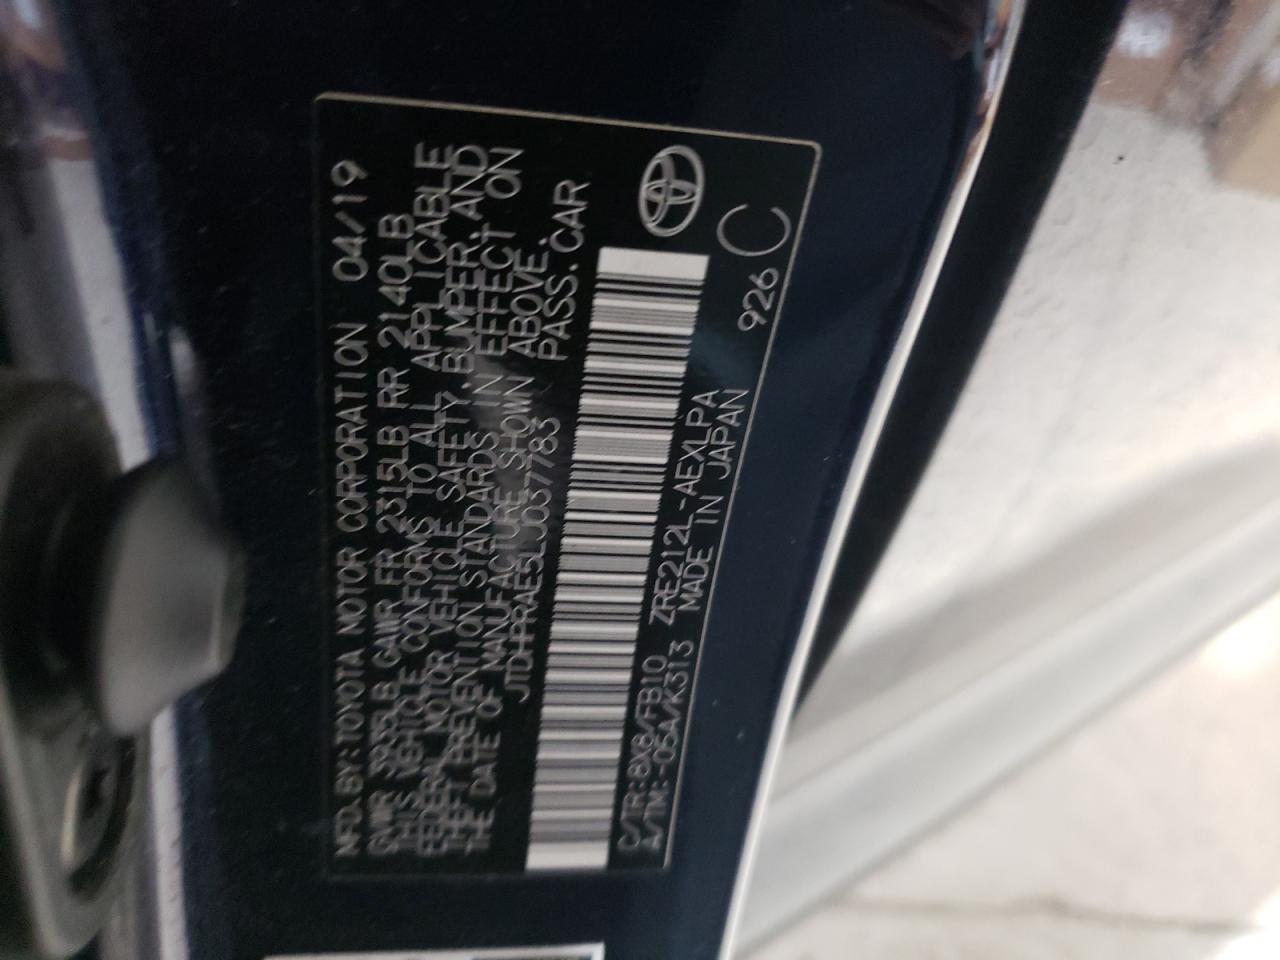 MFD. BY: TOYOTA MOTOR CORPORATION 04/19
GVWR 3935LB GAWR FR 2315LB RR 2140LB
THIS VEHICLE CONFORMS TO ALL APPLICABLE
FEDERAL MOTOR VEHICLE SAFETY, BUMPER, AND
THEFT PREVENTION STANDARDS IN EFFECT ON
THE DATE OF MANUFACTURE SHOWN ABOVE.
JTDHPRAE5LJ037783 PASS. CAR
C/TR: 8X8/FB10 ZRE212L-AEXLPA 926 C
A/TM: -05A/K313 MADE IN JAPAN